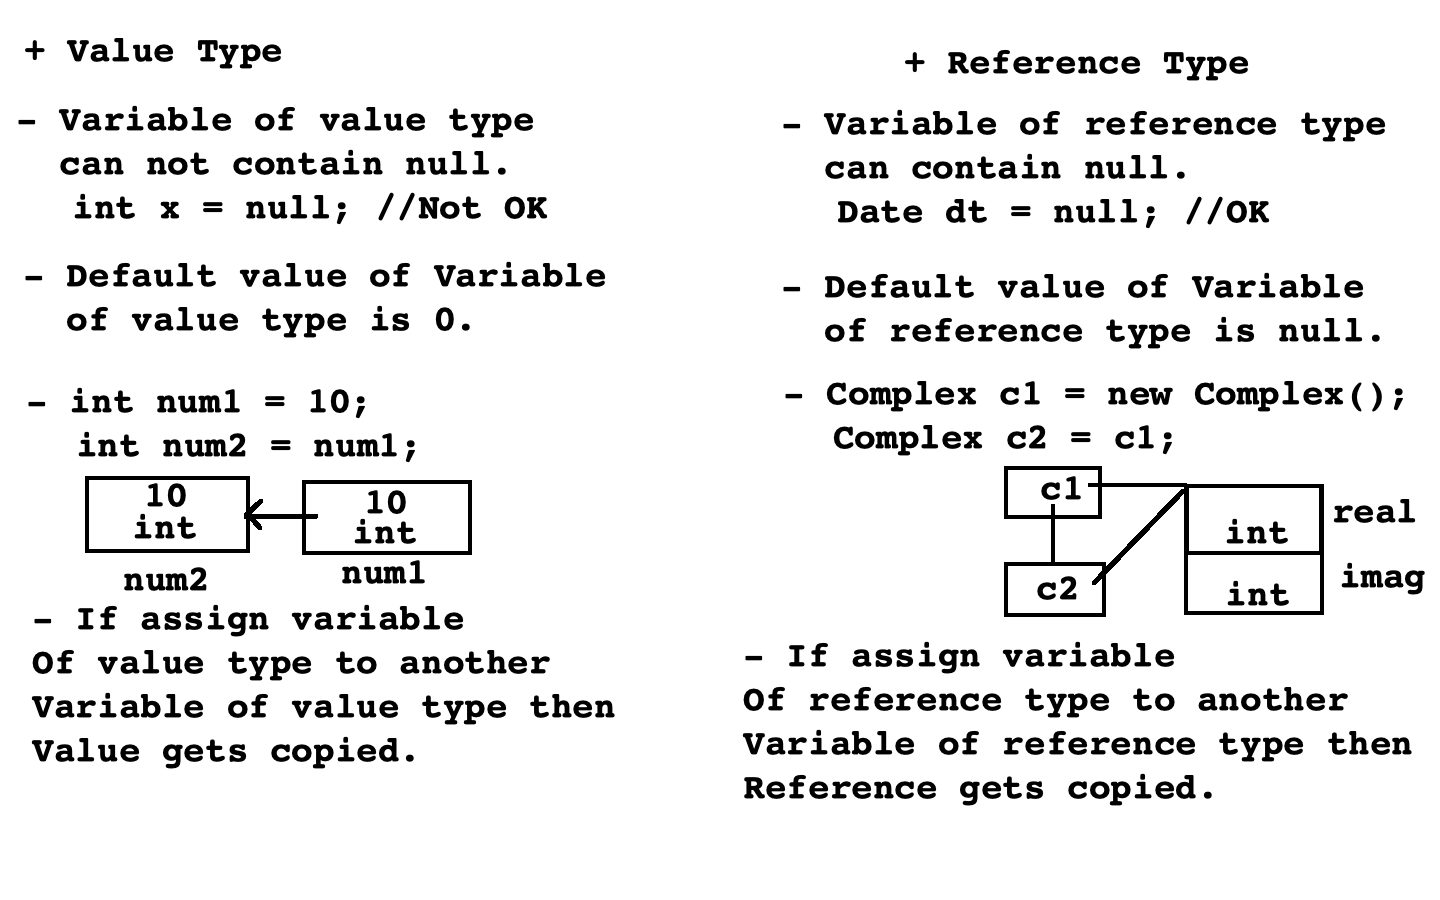 + Value Type
- Variable of value type
can not contain null.
int x = null; //Not OK
- Default value of Variable
of value type is 0.
- int num1 = 10;
int num2 = num1;
10
int
10
int
num2
num1
- If assign variable
Of value type to another
Variable of value type then
Value gets copied.
+ Reference Type
- Variable of reference type
can contain null.
Date dt = null; //OK
- Default value of Variable
of reference type is null.
- Complex c1 = new Complex();
Complex c2 = c1;
c1
int
real
c2
int
imag
- If assign variable
Of reference type to another
Variable of reference type then
Reference gets copied.